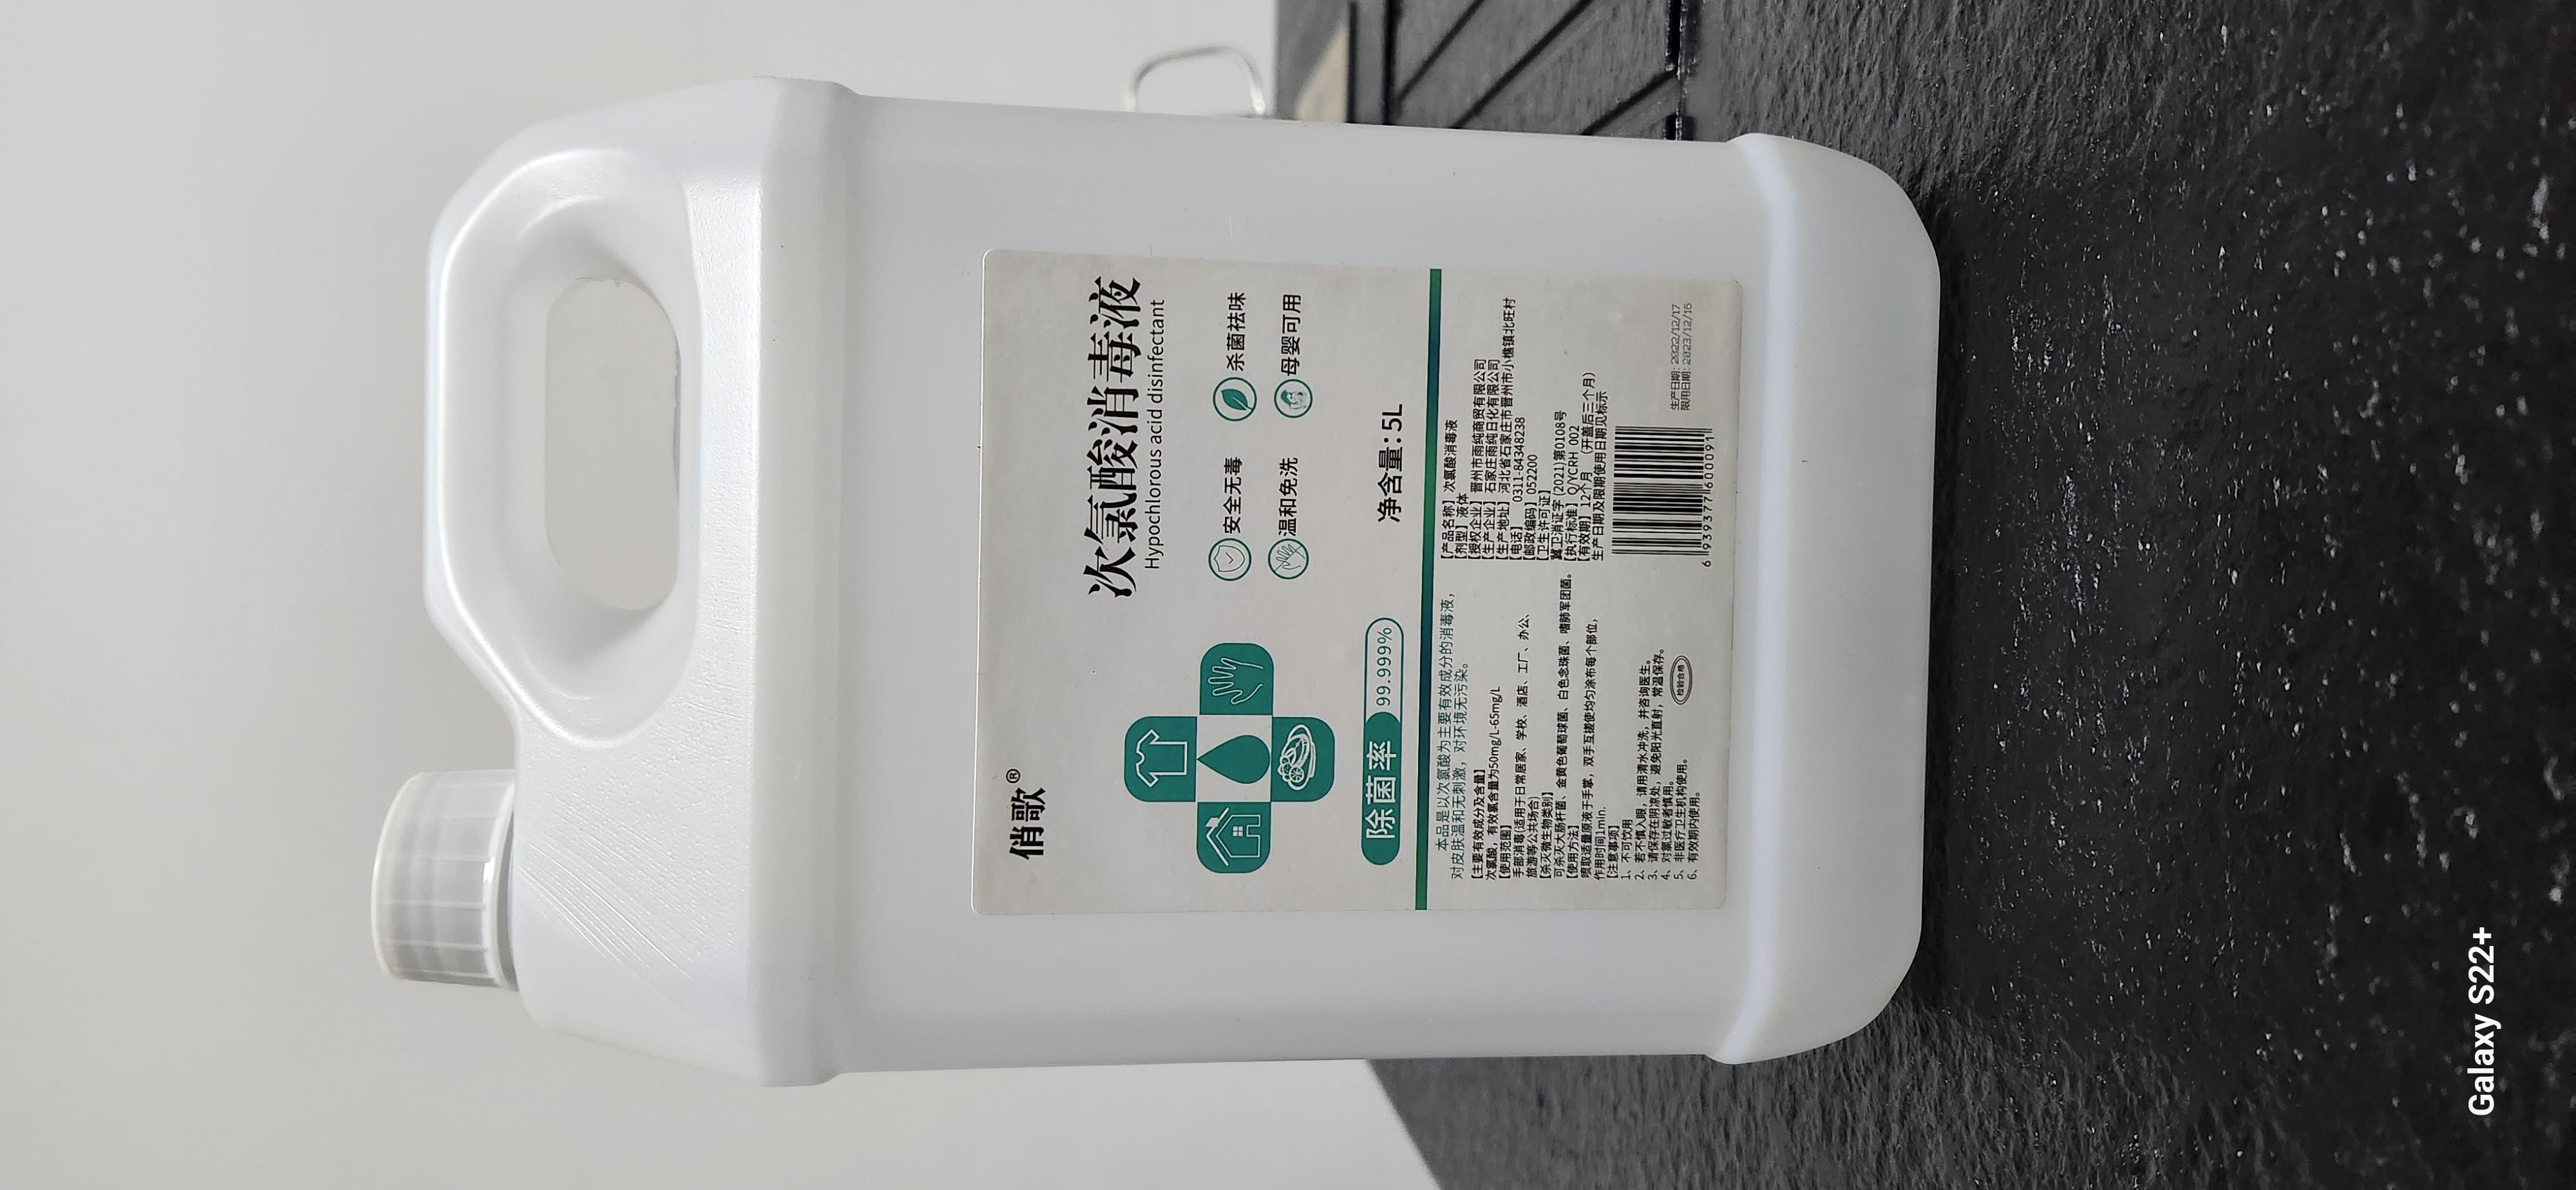 俏歌®
次氯酸消毒液
Hypochlorous acid disinfectant
安全无毒
杀菌祛味
温和免洗
母婴可用
除菌率 99.999%
净含量：5L
本品是以次氯酸为主要有效成分的消毒液，
对皮肤温和无刺激，对环境无污染。
【主要有效成分及含量】
次氯酸，有效氯含量为50mg/L-65mg/L
【使用范围】
手部消毒(适用于日常居家、学校、酒店、工厂、办公、
旅游等公共场合)
【杀灭微生物类别】
可杀灭大肠杆菌、金黄色葡萄球菌、白色念珠菌、嗜肺军团菌。
【使用方法】
喷取适量原液于手掌，双手互搓使均匀涂布每个部位，
作用时间1min.
【注意事项】
1、不可饮用
2、若不慎入眼，请用清水冲洗，并咨询医生。
3、请保存在阴凉处，避免阳光直射，常温保存。
4、对氯过敏者慎用。
5、非医疗卫生机构使用。
6、有效期内使用。
检验合格
【产品名称】次氯酸消毒液
【剂型】液体
【授权企业】晋州市雨纯商贸有限公司
【生产企业】石家庄雨纯日化有限公司
【生产地址】河北省石家庄市晋州市小樵镇北旺村
【电话】 0311-84348238
【邮政编码】052200
【卫生许可证】
冀卫消证字 (2021)第0108号
【执行标准】Q/YCRH 002
【有效期】12个月 (开盖后三个月)
生产日期及限期使用日期见标示
6939377600091
生产日期：2022/12/17
限用日期：2023/12/16
Galaxy S22+